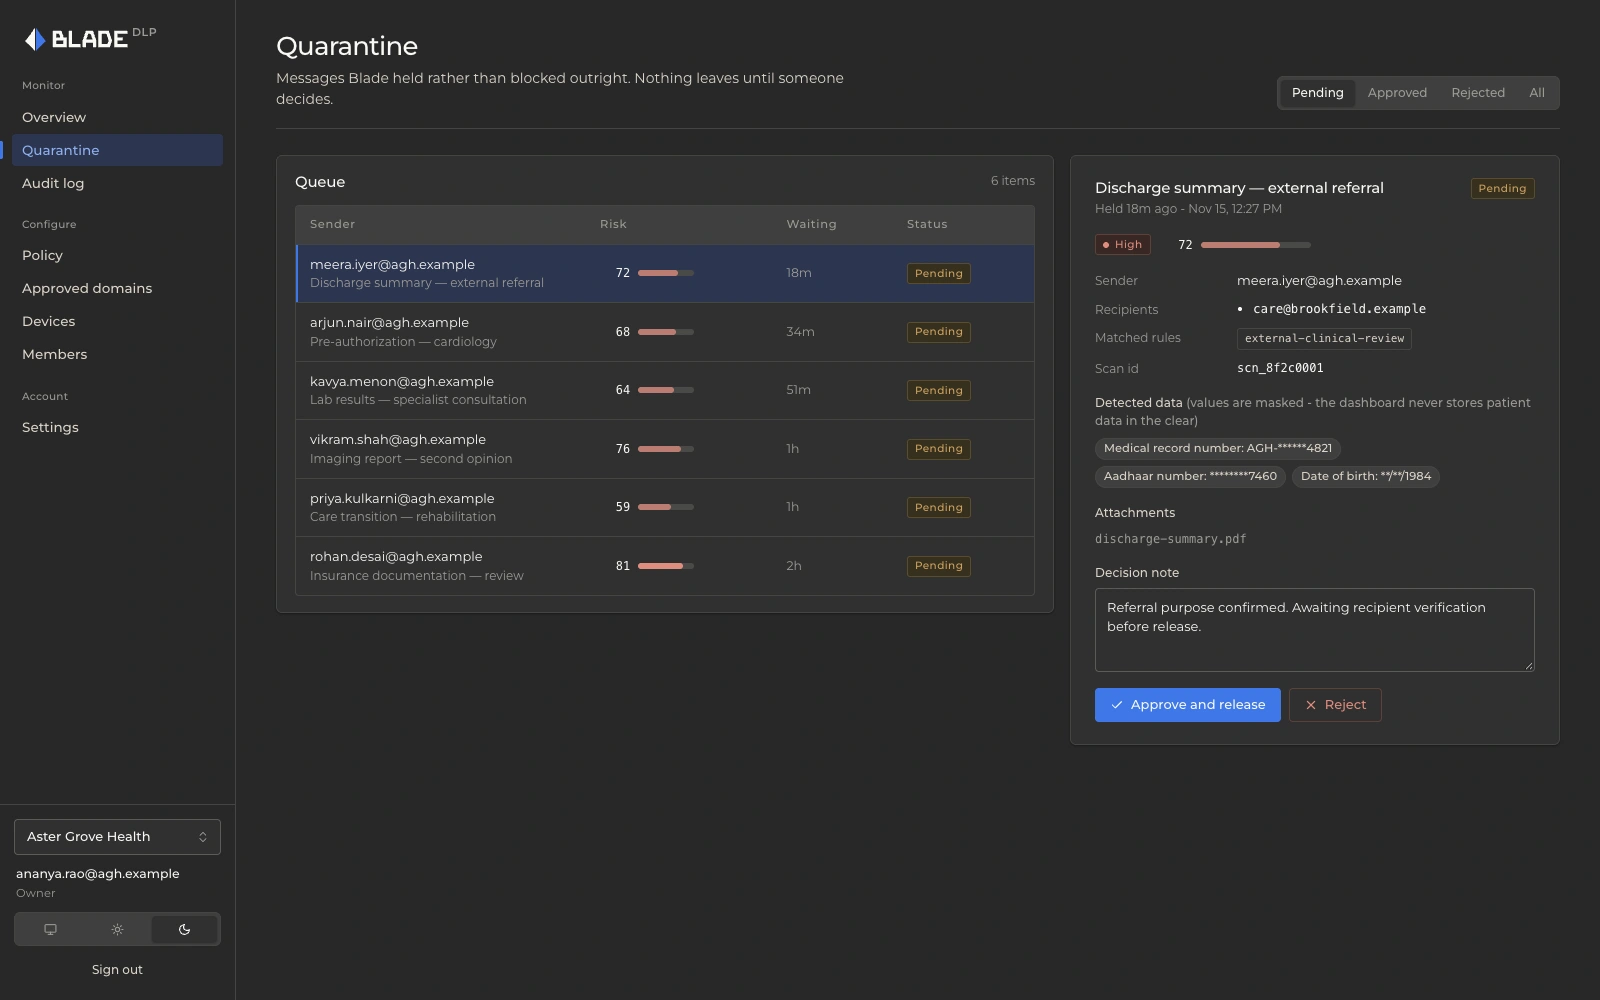 BLADE DLP
Monitor
Overview
Quarantine
Audit log
Configure
Policy
Approved domains
Devices
Members
Account
Settings
Aster Grove Health
ananya.rao@agh.example
Owner
Sign out
Quarantine
Messages Blade held rather than blocked outright. Nothing leaves until someone
decides.
Pending Approved Rejected All
Queue 6 items
Sender Risk Waiting Status
meera.iyer@agh.example
Discharge summary — external referral
72 18m Pending
arjun.nair@agh.example
Pre-authorization — cardiology
68 34m Pending
kavya.menon@agh.example
Lab results — specialist consultation
64 51m Pending
vikram.shah@agh.example
Imaging report — second opinion
76 1h Pending
priya.kulkarni@agh.example
Care transition — rehabilitation
59 1h Pending
rohan.desai@agh.example
Insurance documentation — review
81 2h Pending
Discharge summary — external referral Pending
Held 18m ago - Nov 15, 12:27 PM
High 72
Sender meera.iyer@agh.example
Recipients • care@brookfield.example
Matched rules external-clinical-review
Scan id scn_8f2c0001
Detected data (values are masked - the dashboard never stores patient
data in the clear)
Medical record number: AGH-******4821
Aadhaar number: ********7460 Date of birth: **/**/1984
Attachments
discharge-summary.pdf
Decision note
Referral purpose confirmed. Awaiting recipient verification
before release.
Approve and release Reject